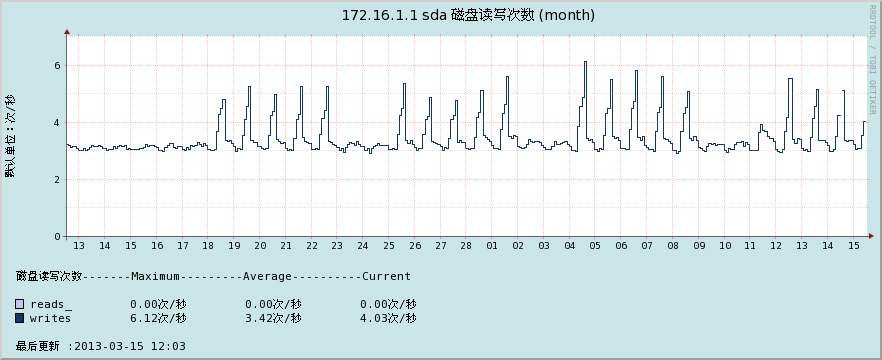 172.16.1.1 sda 磁盘读写次数 (month)
RRDTOOL / TOBI OETIKER
默认单位：次/秒
6
4
2
0
13 14 15 16 17 18 19 20 21 22 23 24 25 26 27 28 01 02 03 04 05 06 07 08 09 10 11 12 13 14 15
磁盘读写次数-------Maximum---------Average----------Current
reads_ 0.00次/秒 0.00次/秒 0.00次/秒
writes 6.12次/秒 3.42次/秒 4.03次/秒
最后更新 :2013-03-15 12:03